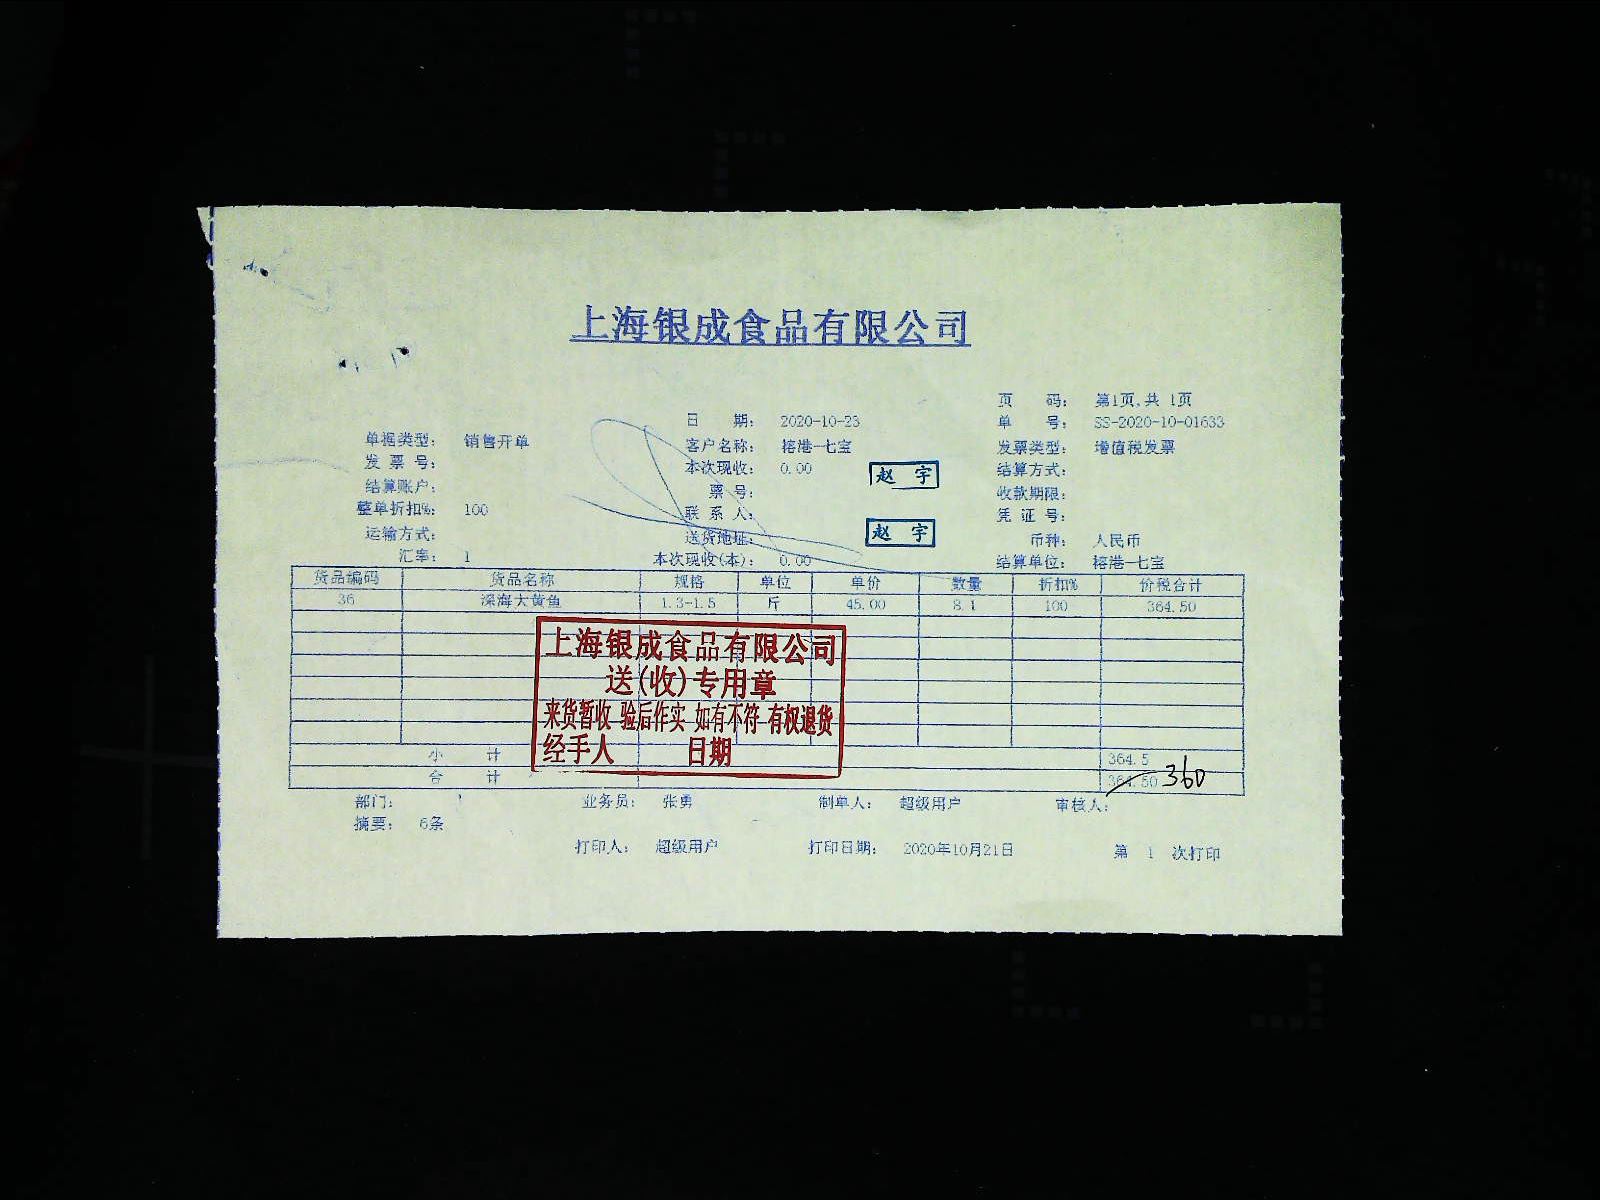 上海银成食品有限公司
页 码: 第1页,共 1页
日 期: 2020-10-23 单 号: SS-2020-10-01633
单据类型: 销售开单 客户名称: 榕港-七宝 发票类型: 增值税发票
发 票 号: 本次现收: 0.00 结算方式:
赵 宇
结算账户: 票 号: 收款期限:
整单折扣%: 100 联 系 人: 凭 证 号:
赵 宇
运输方式: 送货地址: 币种: 人民币
汇率: 1 本次现收(本): 0.00 结算单位: 榕港-七宝
货品编码 货品名称 规格 单位 单价 数量 折扣% 价税合计
36 深海大黄鱼 1.3-1.5 斤 45.00 8.1 100 364.50
上海银成食品有限公司
送(收)专用章
来货暂收 验后作实 如有不符 有权退货
经手人 日期
小 计 364.5
合 计 364.50 360
部门: 业务员: 张勇 制单人: 超级用户 审核人:
摘要: 6条
打印人: 超级用户 打印日期: 2020年10月21日 第 1 次打印